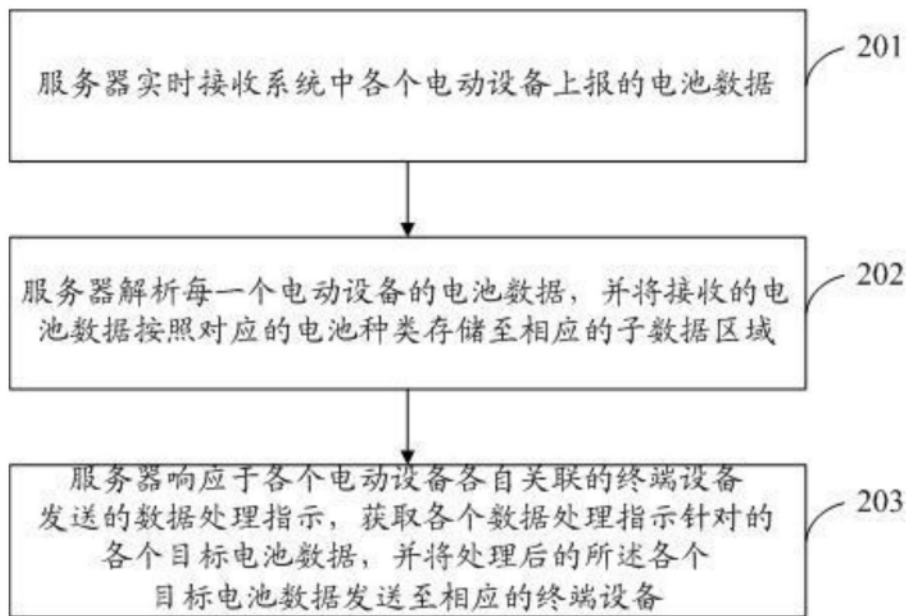 服务器实时接收系统中各个电动设备上报的电池数据
201
服务器解析每一个电动设备的电池数据，并将接收的电
池数据按照对应的电池种类存储至相应的子数据区域
202
服务器响应于各个电动设备各自关联的终端设备
发送的数据处理指示，获取各个数据处理指示针对的
各个目标电池数据，并将处理后的所述各个
目标电池数据发送至相应的终端设备
203